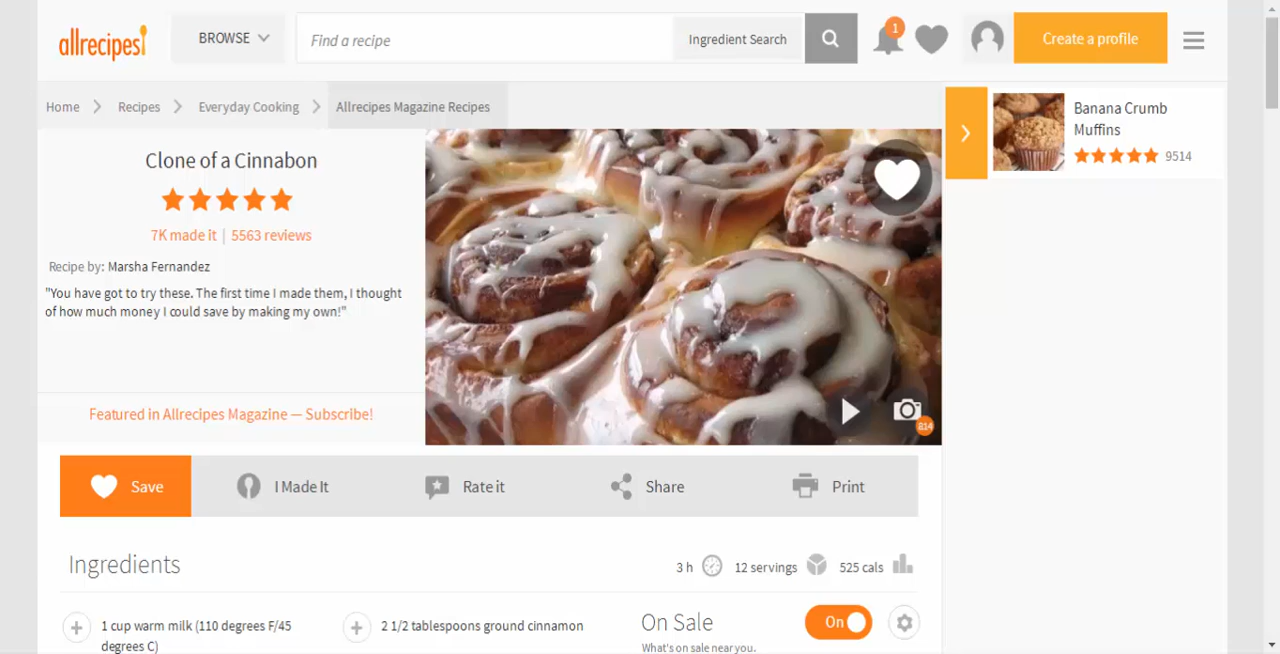 allrecipes
BROWSE
Find a recipe
Ingredient Search
1
Create a profile
Home
Recipes
Everyday Cooking
Allrecipes Magazine Recipes
Clone of a Cinnabon
7K made it | 5563 reviews
Recipe by: Marsha Fernandez
"You have got to try these. The first time I made them, I thought
of how much money I could save by making my own!"
Featured in Allrecipes Magazine — Subscribe!
814
Banana Crumb
Muffins
9514
Save
I Made It
Rate it
Share
Print
Ingredients
3 h
12 servings
525 cals
1 cup warm milk (110 degrees F/45
degrees C)
2 1/2 tablespoons ground cinnamon
On Sale
What's on sale near you.
On